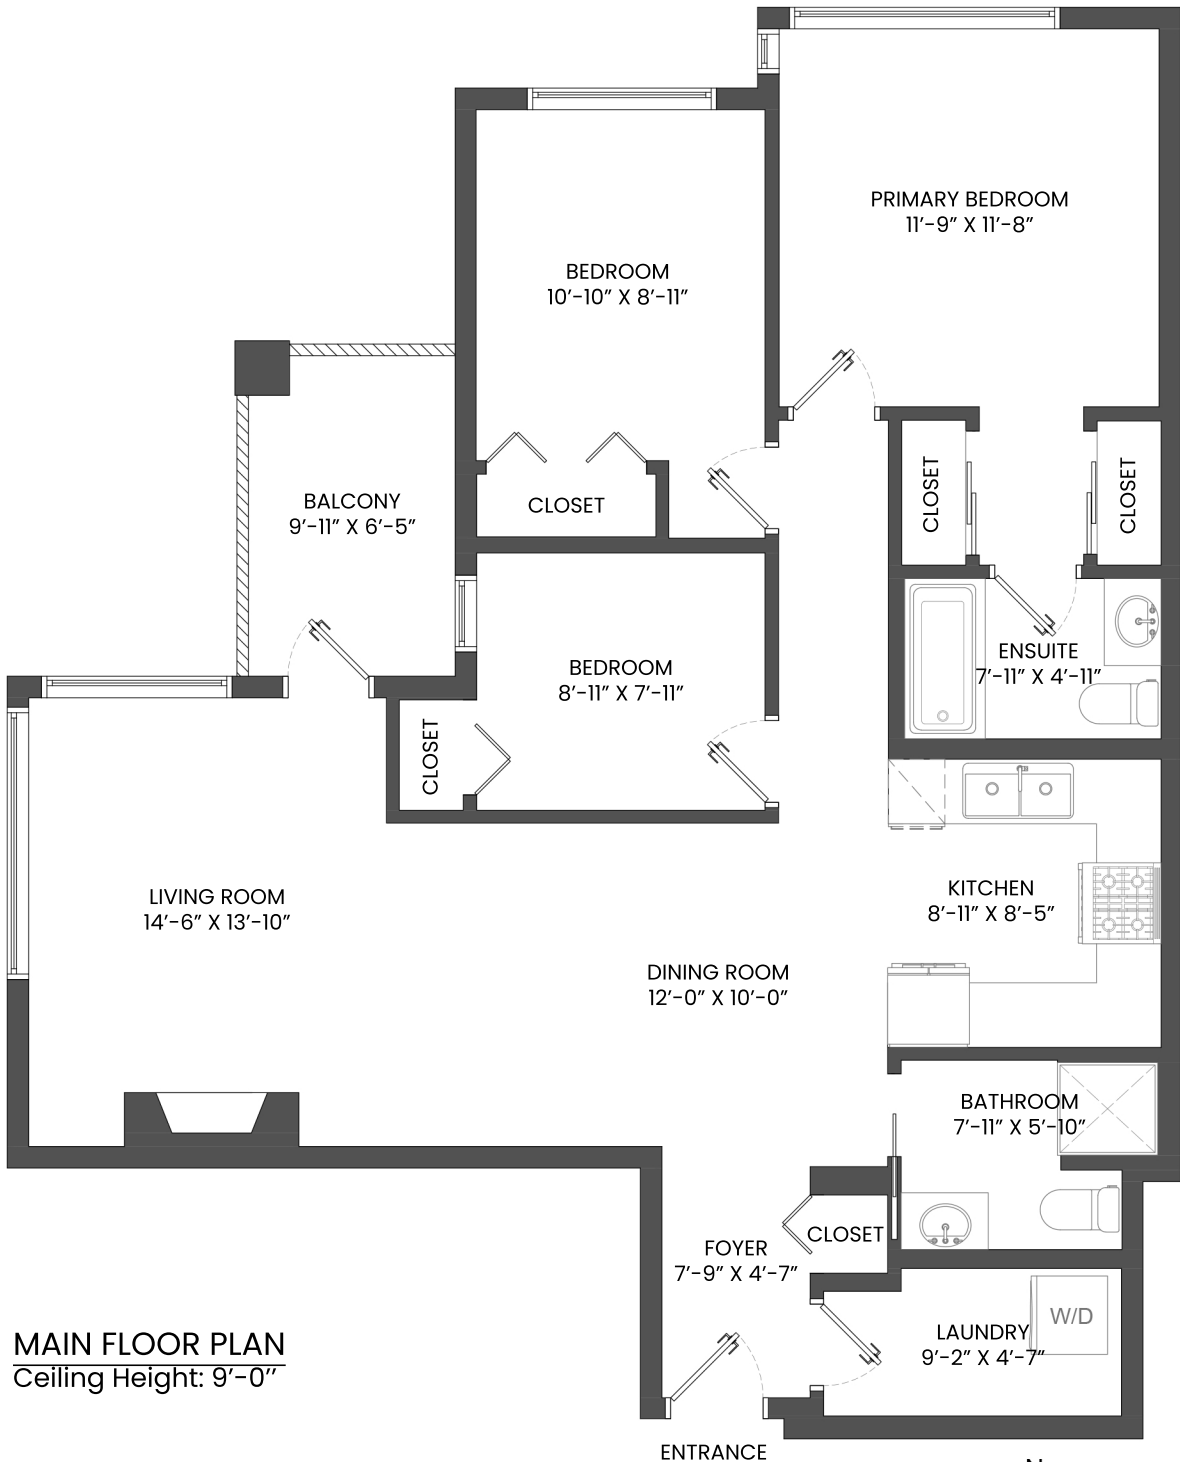 PRIMARY BEDROOM
11’-9” X 11’-8”
BEDROOM
10’-10” X 8’-11”
CLOSET
CLOSET
CLOSET
BALCONY
9’-11” X 6’-5”
BEDROOM
8’-11” X 7’-11”
ENSUITE
7’-11” X 4’-11”
CLOSET
LIVING ROOM
14’-6” X 13’-10”
KITCHEN
8’-11” X 8’-5”
DINING ROOM
12’-0” X 10’-0”
BATHROOM
7’-11” X 5’-10”
CLOSET
FOYER
7’-9” X 4’-7”
W/D
LAUNDRY
9’-2” X 4’-7”
MAIN FLOOR PLAN
Ceiling Height: 9’-0’’
ENTRANCE